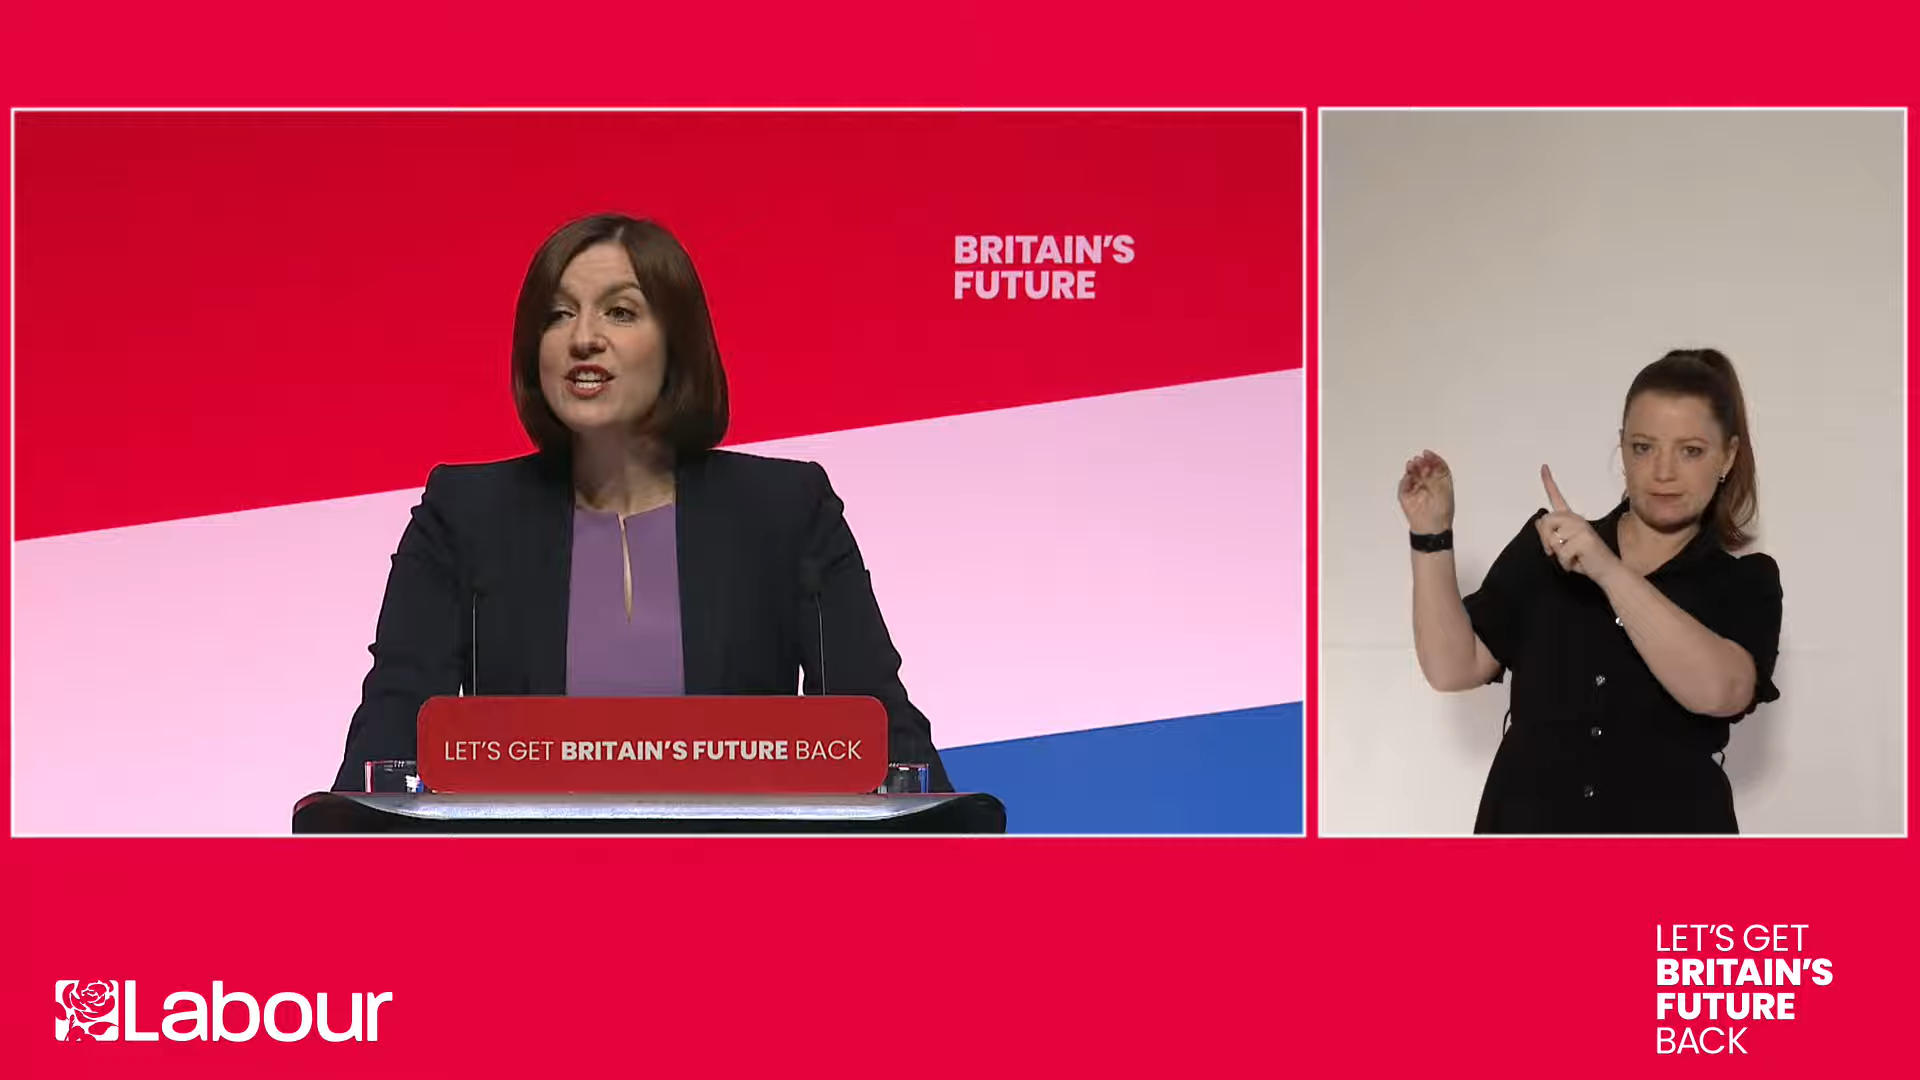 BRITAIN'S
FUTURE
LET'S GET BRITAIN'S FUTURE BACK
Labour
LET'S GET
BRITAIN'S
FUTURE
BACK